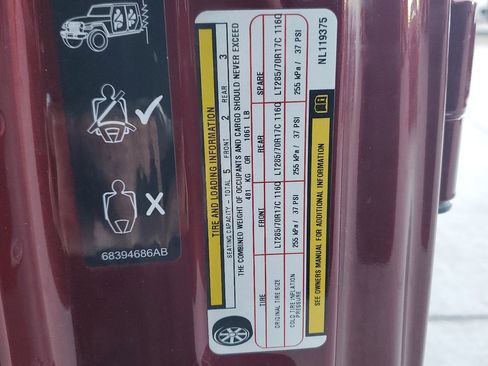 68394686AB
TIRE AND LOADING INFORMATION
SEATING CAPACITY - TOTAL 5 FRONT 2 REAR 3
THE COMBINED WEIGHT OF OCCUPANTS AND CARGO SHOULD NEVER EXCEED
481 KG OR 1061 LB
TIRE FRONT REAR SPARE
ORIGINAL TIRE SIZE LT285/70R17C 116Q LT285/70R17C 116Q LT285/70R17C 116Q
COLD TIRE INFLATION PRESSURE 255 kPa / 37 PSI 255 kPa / 37 PSI 255 kPa / 37 PSI
SEE OWNERS MANUAL FOR ADDITIONAL INFORMATION
NL119375